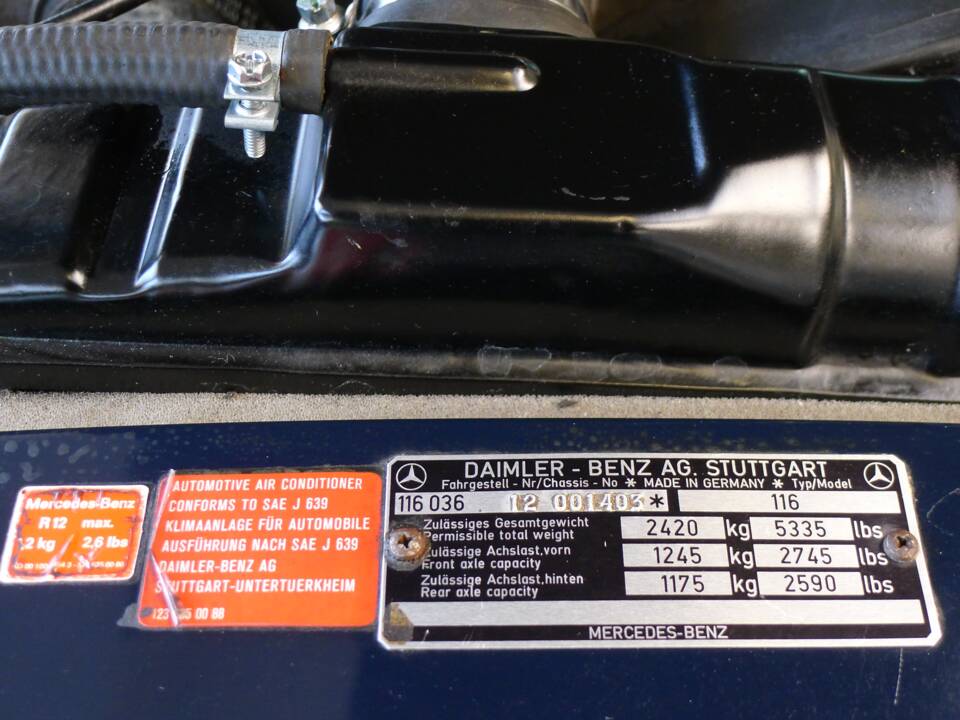 Mercedes-Benz
R 12 max.
2 kg 2,6 lbs
AUTOMOTIVE AIR CONDITIONER
CONFORMS TO SAE J 639
KLIMAANLAGE FÜR AUTOMOBILE
AUSFÜHRUNG NACH SAE J 639
DAIMLER-BENZ AG
STUTTGART-UNTERTUERKHEIM
DAIMLER - BENZ AG. STUTTGART
Fahrgestell - Nr/Chassis - No * MADE IN GERMANY * Typ/Model
116 036 12 001403* 116
Zulässiges Gesamtgewicht
Permissible total weight
2420 kg 5335 lbs
Zulässige Achslast,vorn
Front axle capacity
1245 kg 2745 lbs
Zulässige Achslast,hinten
Rear axle capacity
1175 kg 2590 lbs
MERCEDES-BENZ